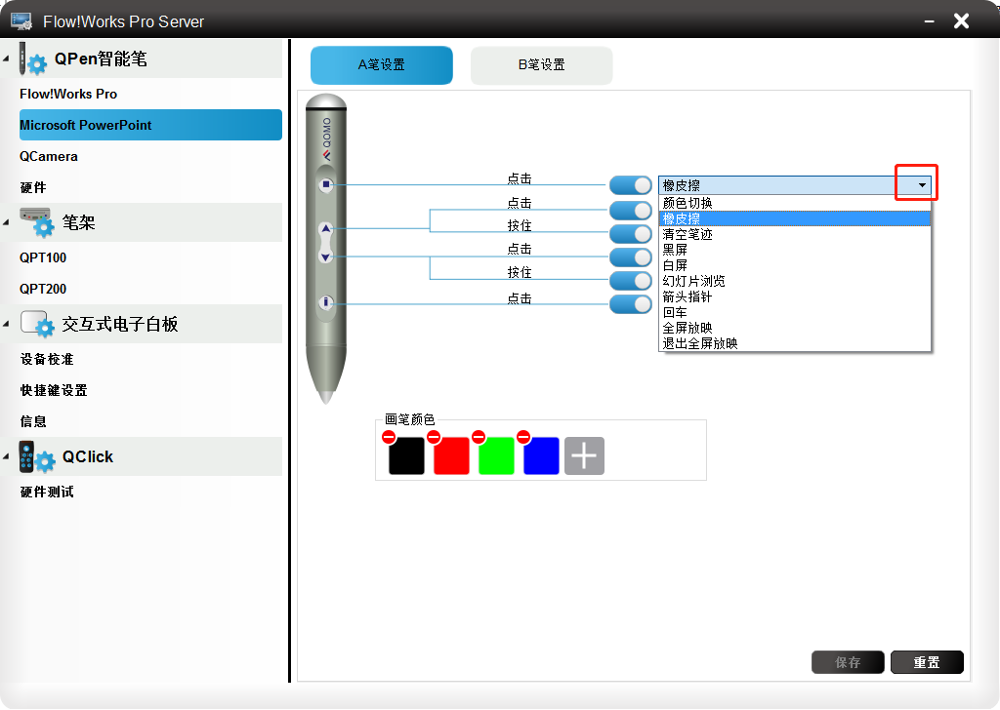 Flow!Works Pro Server
QPen智能笔
Flow!Works Pro
Microsoft PowerPoint
QCamera
硬件
笔架
QPT100
QPT200
交互式电子白板
设备校准
快捷键设置
信息
QClick
硬件测试
A笔设置
B笔设置
QOMO
点击
点击
按住
点击
按住
点击
橡皮擦
颜色切换
橡皮擦
清空笔迹
黑屏
白屏
幻灯片浏览
箭头指针
回车
全屏放映
退出全屏放映
画笔颜色
保存
重置